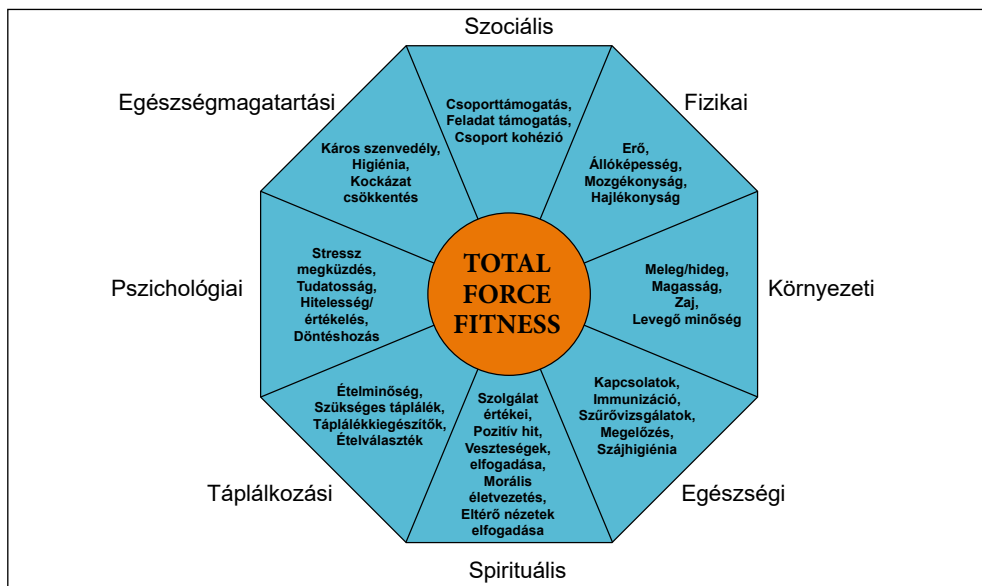 Szociális
Egészségmagatartási
Fizikai
Csoporttámogatás,
Feladat támogatás,
Csoport kohézió
Káros szenvedély,
Higiénia,
Kockázat
csökkentés
Erő,
Állóképesség,
Mozgékonyság,
Hajlékonyság
Pszichológiai
Stressz
megküzdés,
Tudatosság,
Hitelesség/
értékelés,
Döntéshozás
TOTAL
FORCE
FITNESS
Meleg/hideg,
Magasság,
Zaj,
Levegő minőség
Környezeti
Ételminőség,
Szükséges táplálék,
Táplálékkiegészítők,
Ételválaszték
Szolgálat
értékei,
Pozitív hit,
Veszteségek,
elfogadása,
Morális
életvezetés,
Eltérő nézetek
elfogadása
Kapcsolatok,
Immunizáció,
Szűrővizsgálatok,
Megelőzés,
Szájhigiénia
Táplálkozási
Egészségi
Spirituális